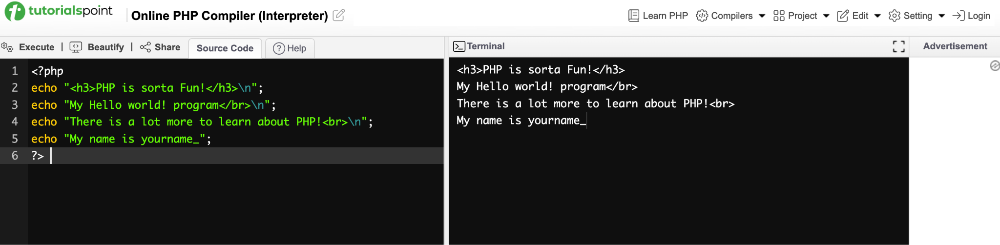 tutorialspoint
Online PHP Compiler (Interpreter)
Learn PHP Compilers Project Edit Setting Login
Execute | Beautify | Share Source Code Help
1 <?php
2 echo "<h3>PHP is sorta Fun!</h3>\n";
3 echo "My Hello world! program</br>\n";
4 echo "There is a lot more to learn about PHP!<br>\n";
5 echo "My name is yourname_";
6 ?>
Terminal
<h3>PHP is sorta Fun!</h3>
My Hello world! program</br>
There is a lot more to learn about PHP!<br>
My name is yourname_
Advertisement